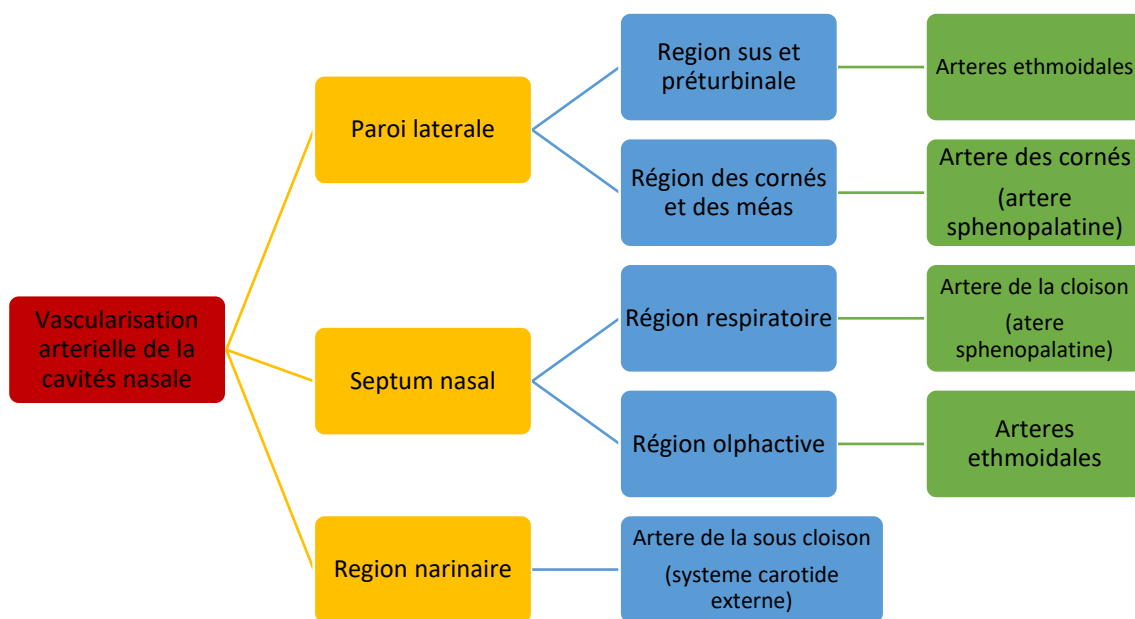 Vascularisation
arterielle de la
cavités nasale
Paroi laterale
Region sus et
préturbinale
Arteres ethmoidales
Région des cornés
et des méas
Artere des cornés
(artere
sphenopalatine)
Septum nasal
Région respiratoire
Artere de la cloison
(atere
sphenopalatine)
Région olphactive
Arteres
ethmoidales
Region narinaire
Artere de la sous cloison
(systeme carotide
externe)